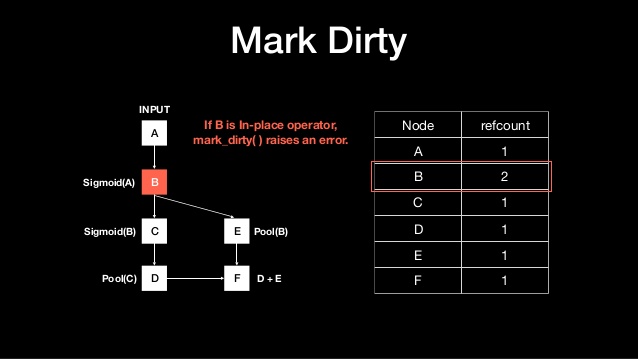 Mark Dirty
INPUT
A
If B is In-place operator,
mark_dirty( ) raises an error.
Sigmoid(A)
B
Sigmoid(B)
C
E
Pool(B)
Pool(C)
D
F
D + E
Node refcount
A 1
B 2
C 1
D 1
E 1
F 1